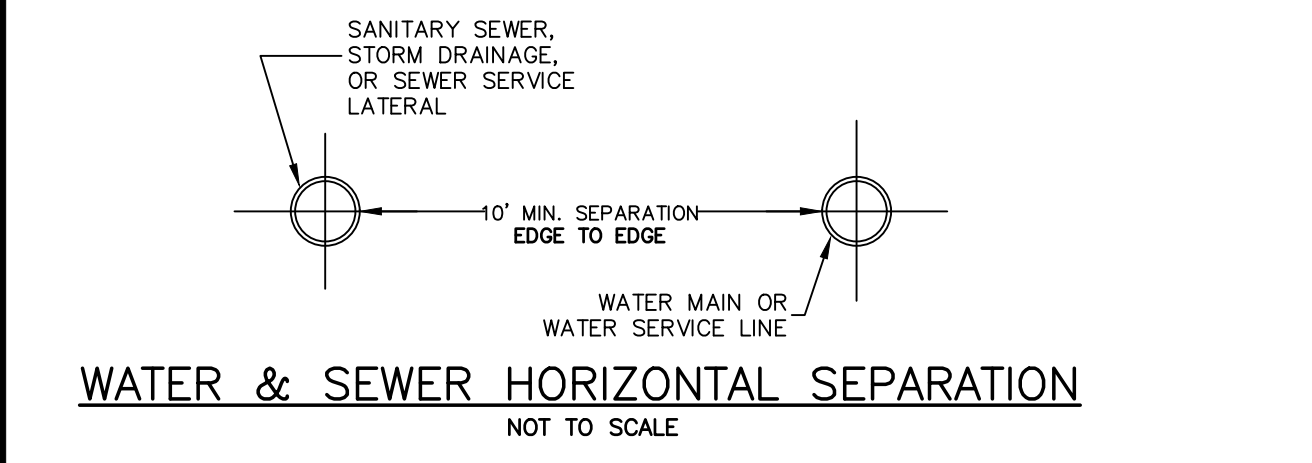 SANITARY SEWER,
STORM DRAINAGE,
OR SEWER SERVICE
LATERAL
10' MIN. SEPARATION
EDGE TO EDGE
WATER MAIN OR
WATER SERVICE LINE
WATER & SEWER HORIZONTAL SEPARATION
NOT TO SCALE